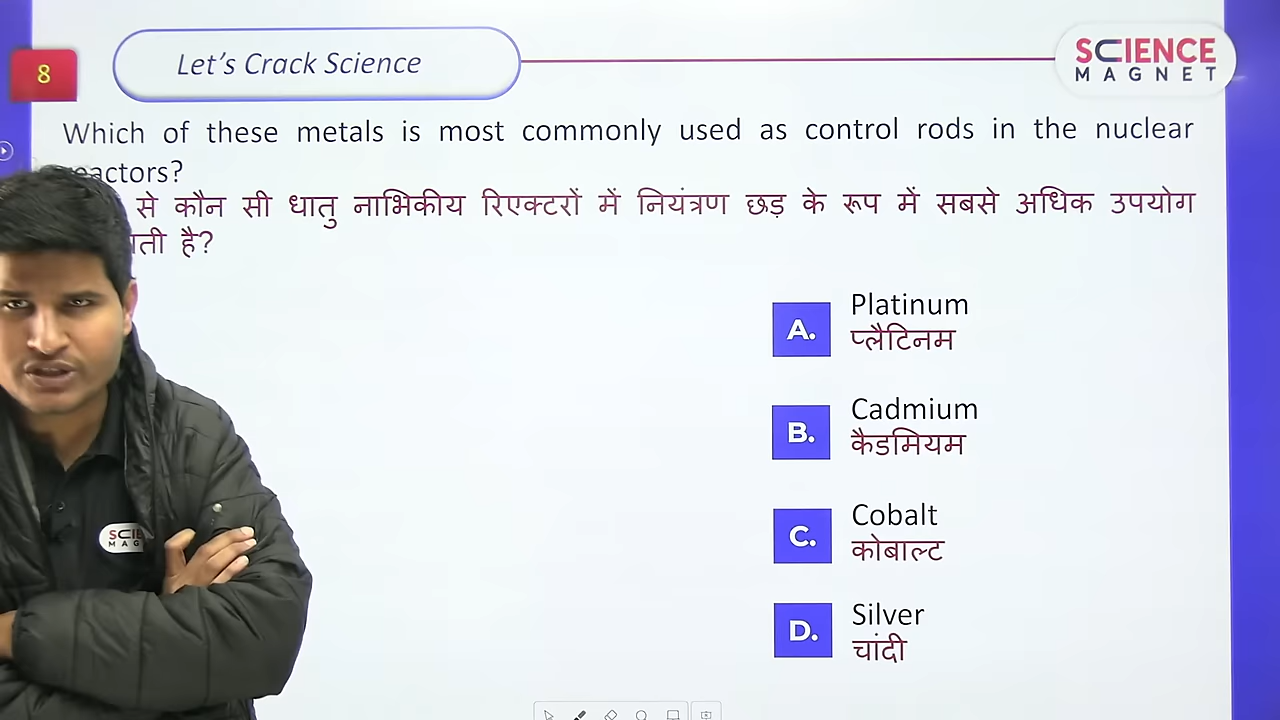 8
Let's Crack Science
SCIENCE
MAGNET
Which of these metals is most commonly used as control rods in the nuclear
reactors?
से कौन सी धातु नाभिकीय रिएक्टरों में नियंत्रण छड़ के रूप में सबसे अधिक उपयोग
है?
A. Platinum
प्लैटिनम
B. Cadmium
कैडमियम
C. Cobalt
कोबाल्ट
D. Silver
चांदी